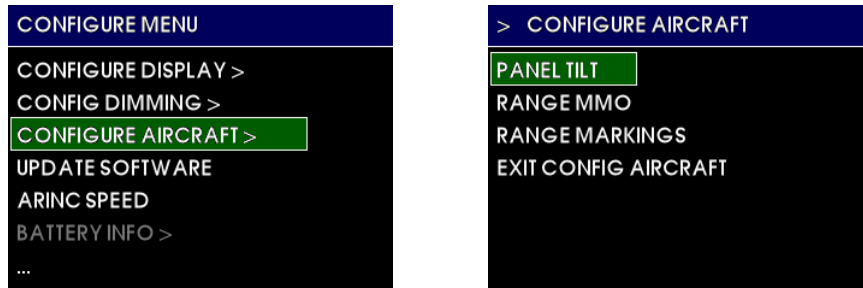 CONFIGURE MENU
CONFIGURE DISPLAY >
CONFIG DIMMING >
CONFIGURE AIRCRAFT >
UPDATE SOFTWARE
ARINC SPEED
BATTERY INFO >
...
> CONFIGURE AIRCRAFT
PANEL TILT
RANGE MMO
RANGE MARKINGS
EXIT CONFIG AIRCRAFT